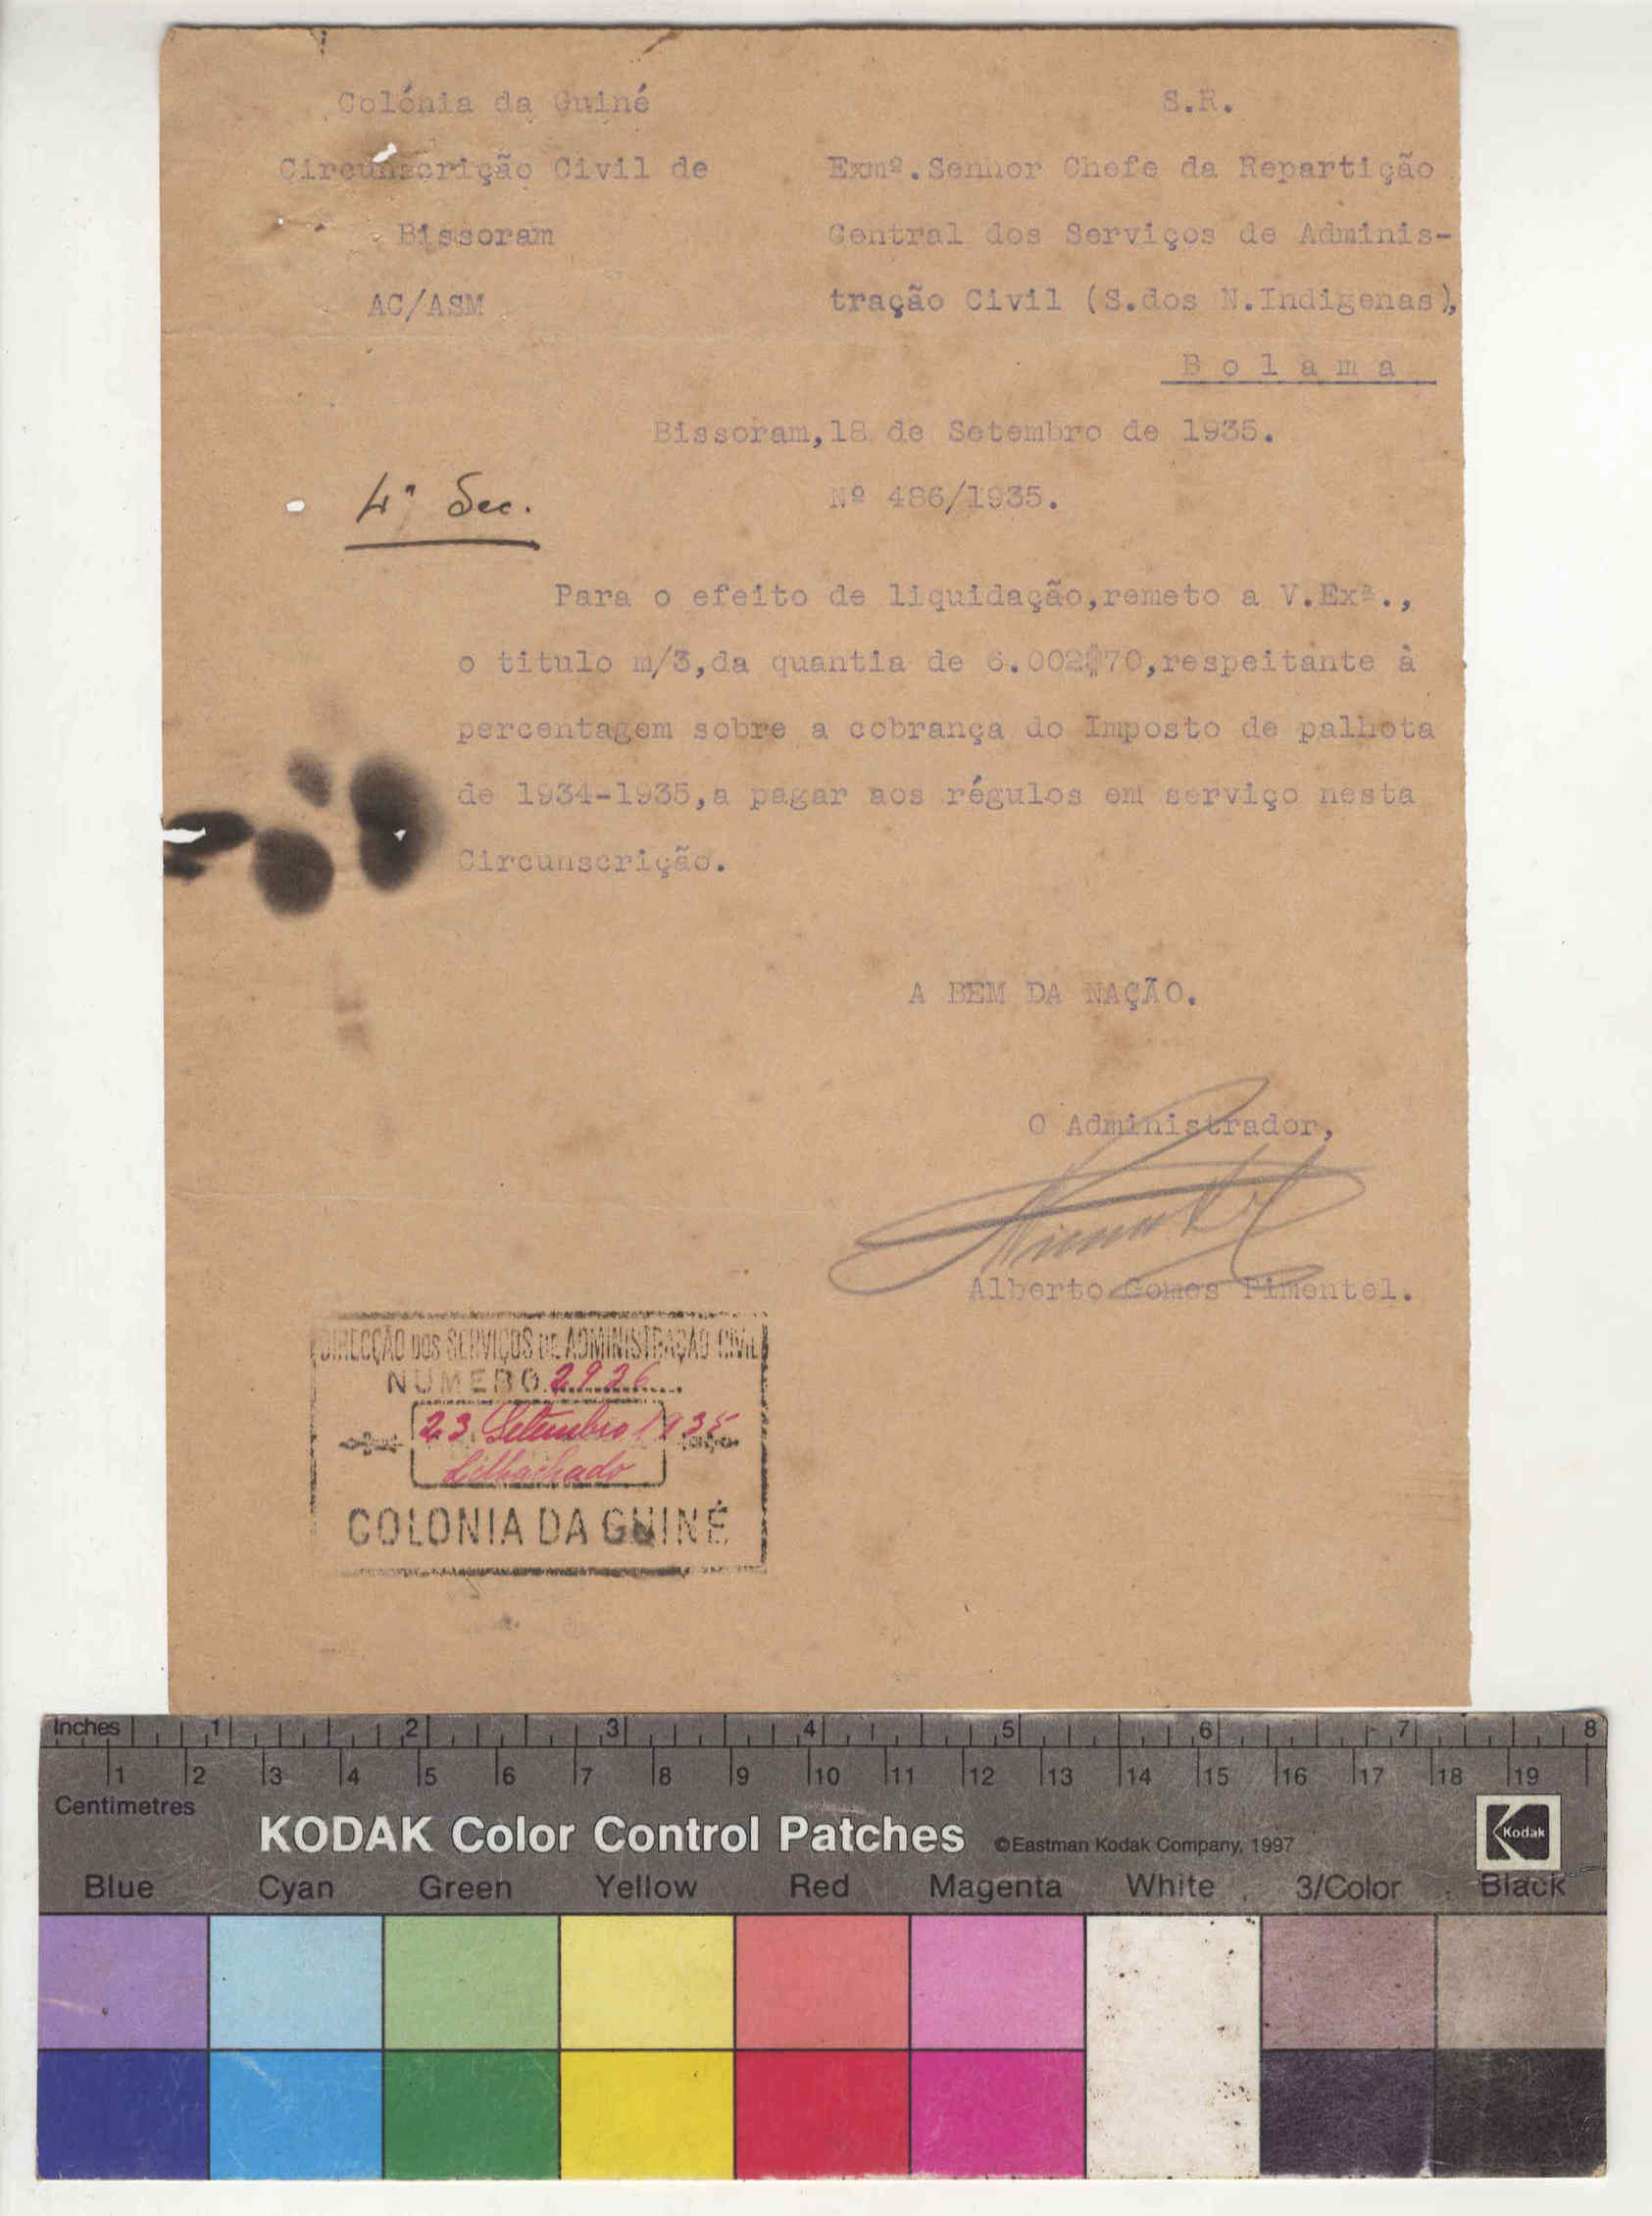 Colónia da Guiné
Circunscrição Civil de
Bissoram
AC/ASM
S.R.
Exmº.Senhor Chefe da Repartição
Central dos Serviços de Adminis-
tração Civil (S.dos N.Indigenas),
B o l a m a
Bissoram,18 de Setembro de 1935.
4ª Sec.
Nº 486/1935.
Para o efeito de liquidação,remeto a V.Exª.,
o titulo m/3,da quantia de 6.002$70,respeitante à
percentagem sobre a cobrança do Imposto de palhota
de 1934-1935,a pagar aos régulos em serviço nesta
Circunscrição.
A BEM DA NAÇÃO.
O Administrador,
Alberto Gomes Pimentel.
DIRECÇÃO DOS SERVIÇOS DE ADMINISTRAÇÃO CIVIL
NUMERO 2926
23 Setembro 1935
COLONIA DA GUINÉ
Inches 1 2 3 4 5 6 7 8
1 2 3 4 5 6 7 8 9 10 11 12 13 14 15 16 17 18 19
Centimetres
KODAK Color Control Patches ©Eastman Kodak Company, 1997 Kodak
Blue Cyan Green Yellow Red Magenta White 3/Color Black